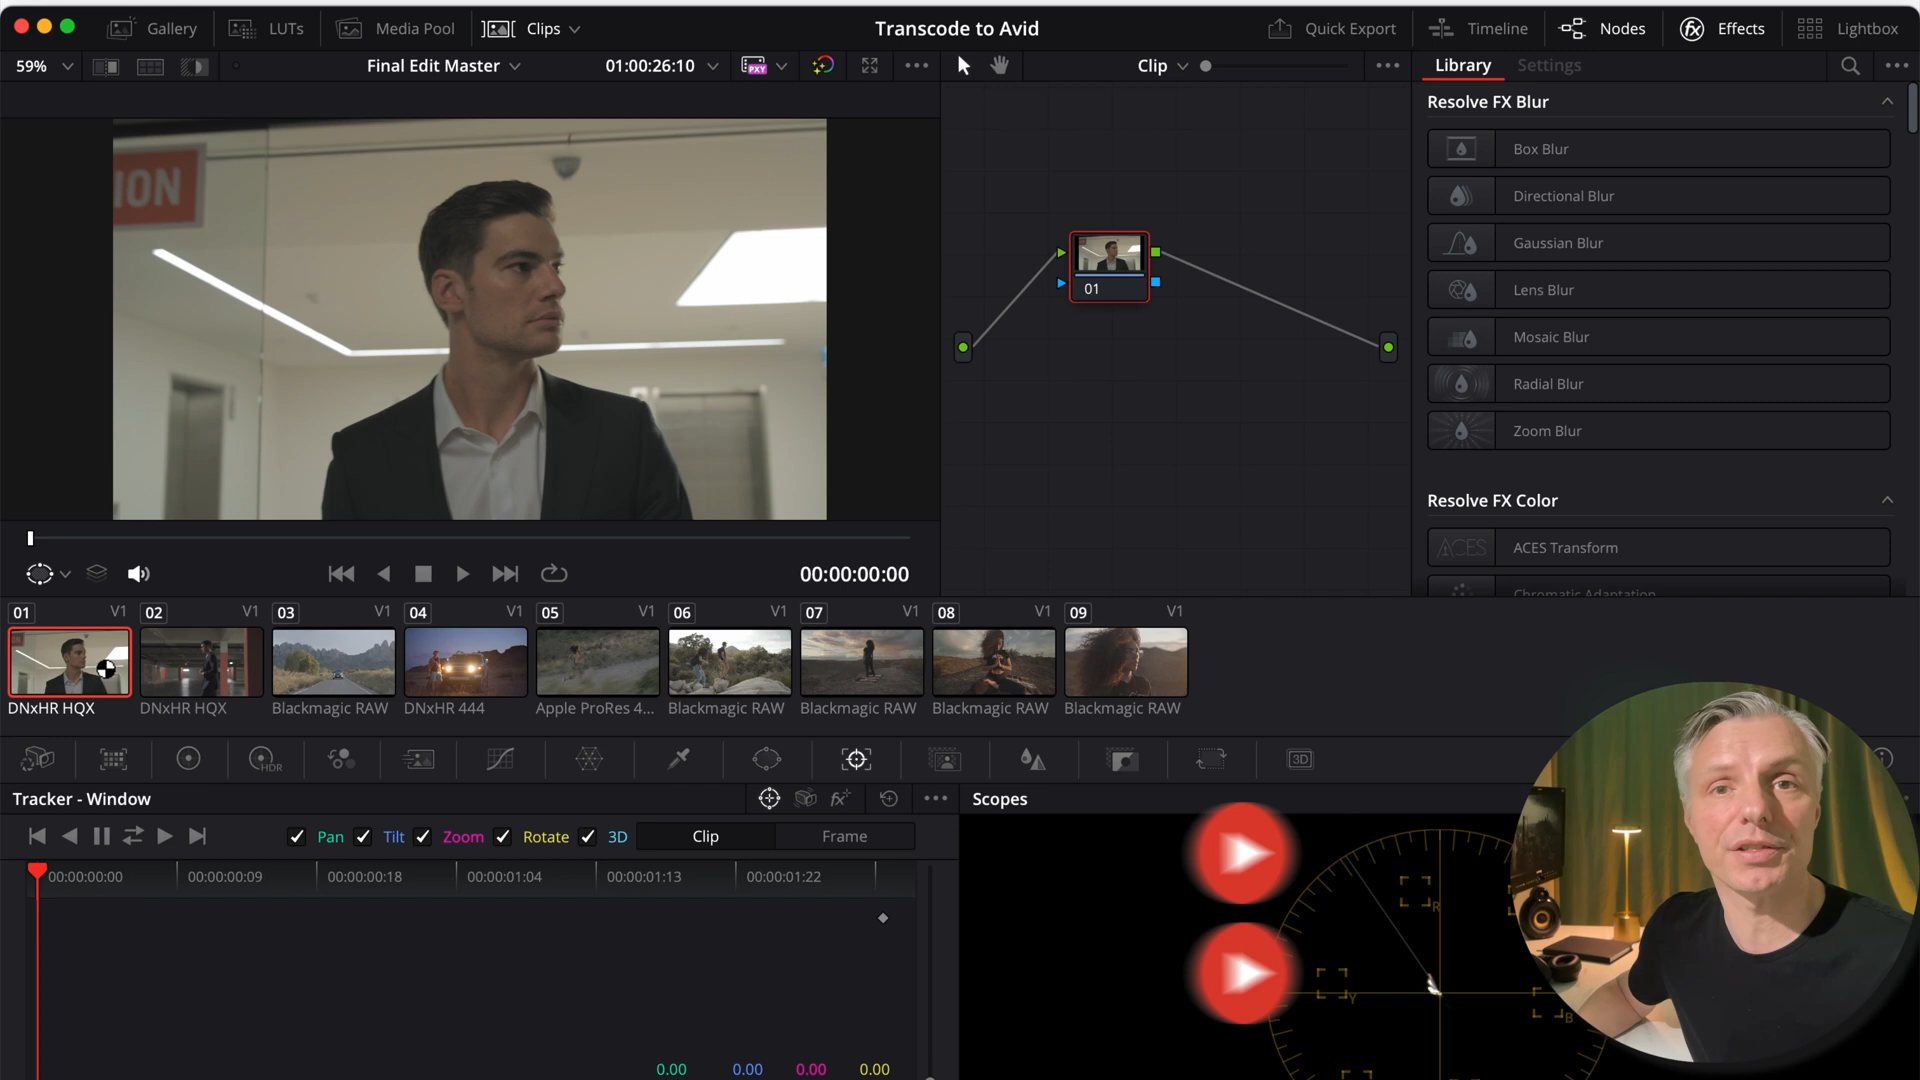 Gallery LUTs Media Pool Clips Transcode to Avid Quick Export Timeline Nodes Effects Lightbox
59% Final Edit Master 01:00:26:10 PXY Clip Library Settings
Resolve FX Blur
Box Blur
Directional Blur
Gaussian Blur
Lens Blur
Mosaic Blur
Radial Blur
Zoom Blur
Resolve FX Color
ACES ACES Transform
Chromatic Adaptation
ION
01
00:00:00:00
01 V1 02 V1 03 V1 04 V1 05 V1 06 V1 07 V1 08 V1 09 V1
DNxHR HQX DNxHR HQX Blackmagic RAW DNxHR 444 Apple ProRes 4... Blackmagic RAW Blackmagic RAW Blackmagic RAW Blackmagic RAW
HDR 3D
Tracker - Window fx Scopes
Pan Tilt Zoom Rotate 3D Clip Frame
00:00:00:00 00:00:00:09 00:00:00:18 00:00:01:04 00:00:01:13 00:00:01:22
R
Y
B
0.00 0.00 0.00 0.00